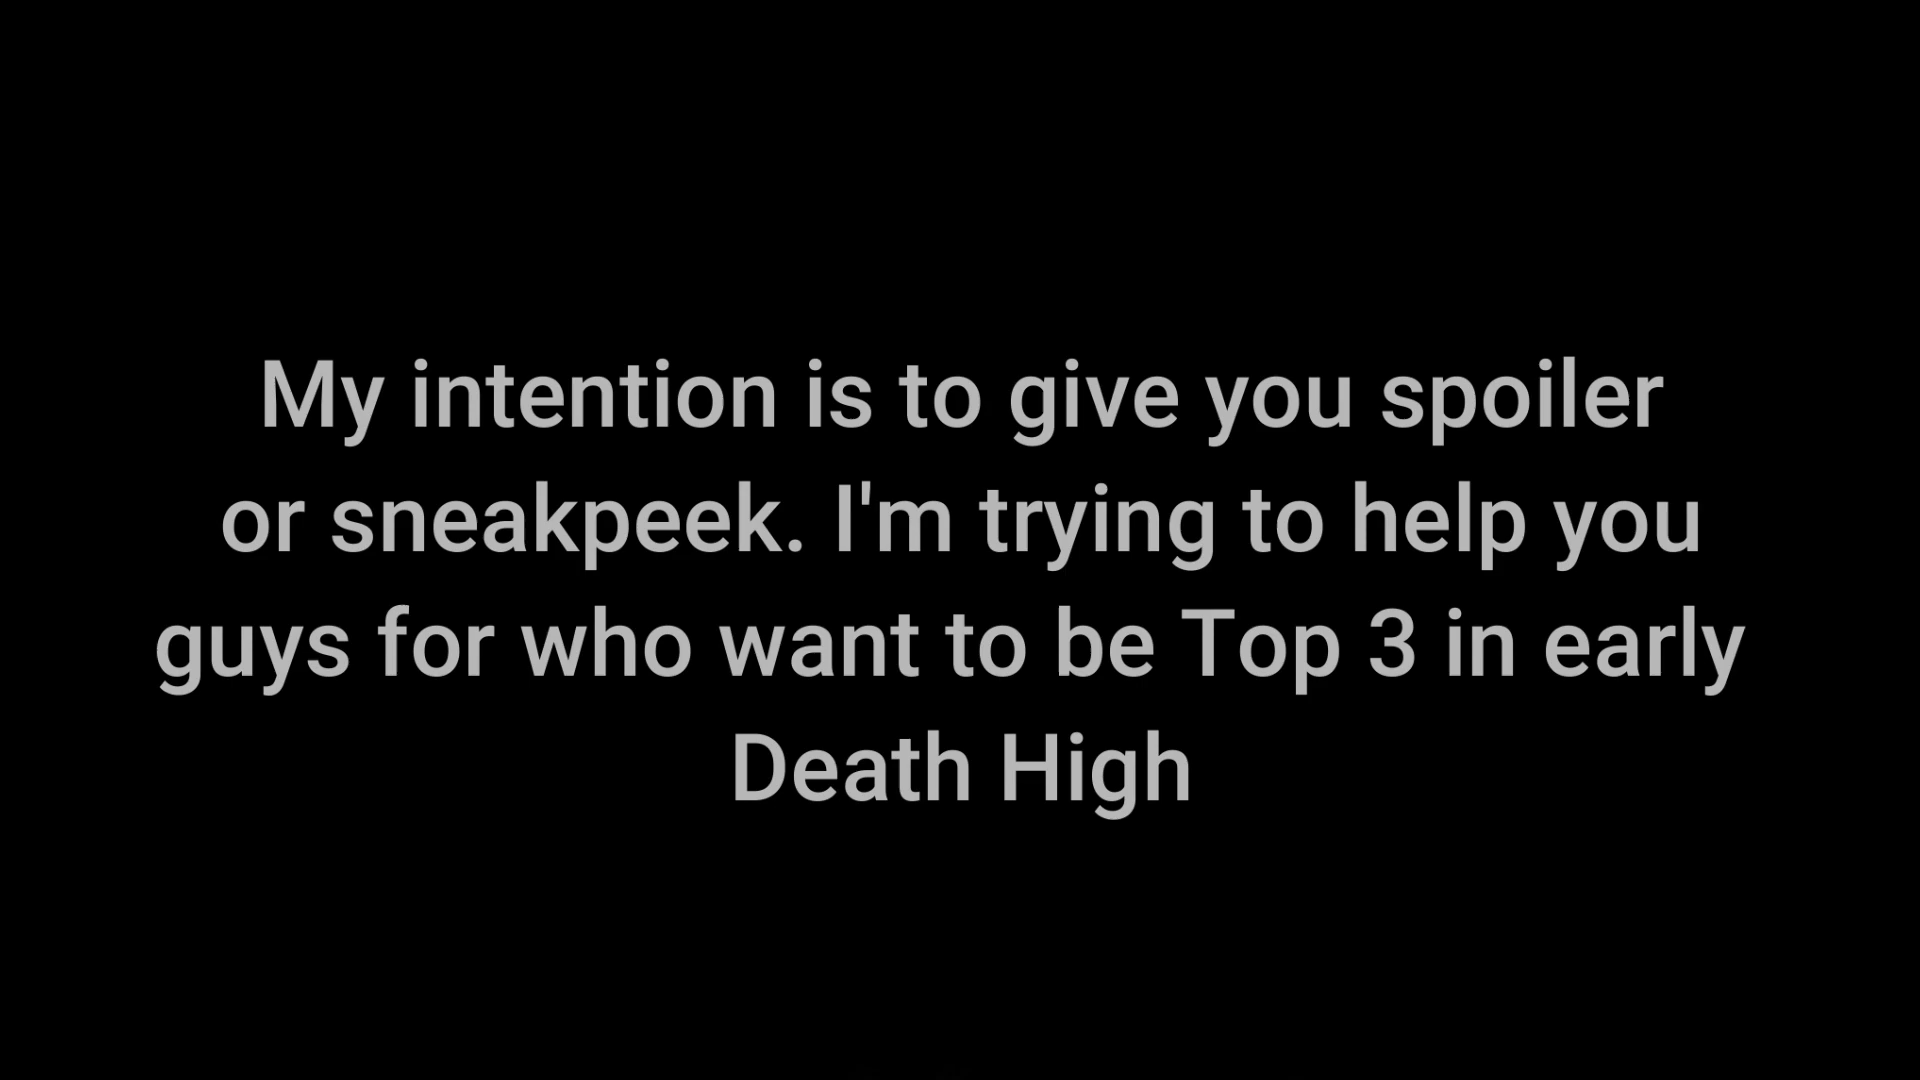 My intention is to give you spoiler
or sneakpeek. I'm trying to help you
guys for who want to be Top 3 in early
Death High